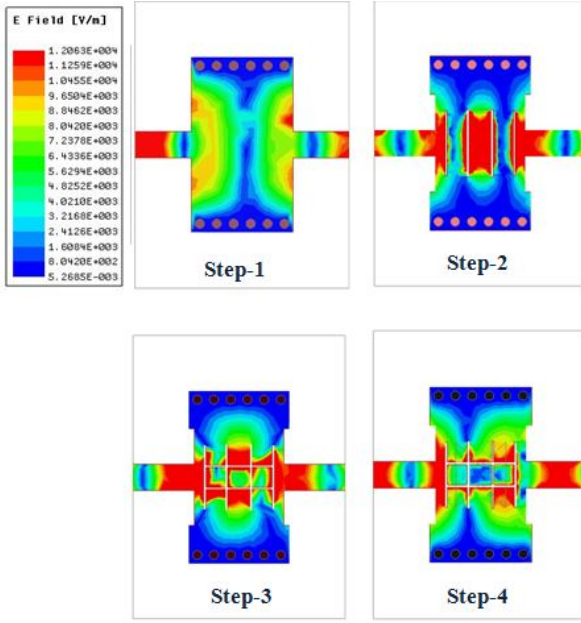 E Field [V/m]
1.2063E+004
1.1259E+004
1.0455E+004
9.6504E+003
8.8462E+003
8.0420E+003
7.2378E+003
6.4336E+003
5.6294E+003
4.8252E+003
4.0210E+003
3.2168E+003
2.4126E+003
1.6084E+003
8.0420E+002
5.2685E-003
Step-1
Step-2
Step-3
Step-4